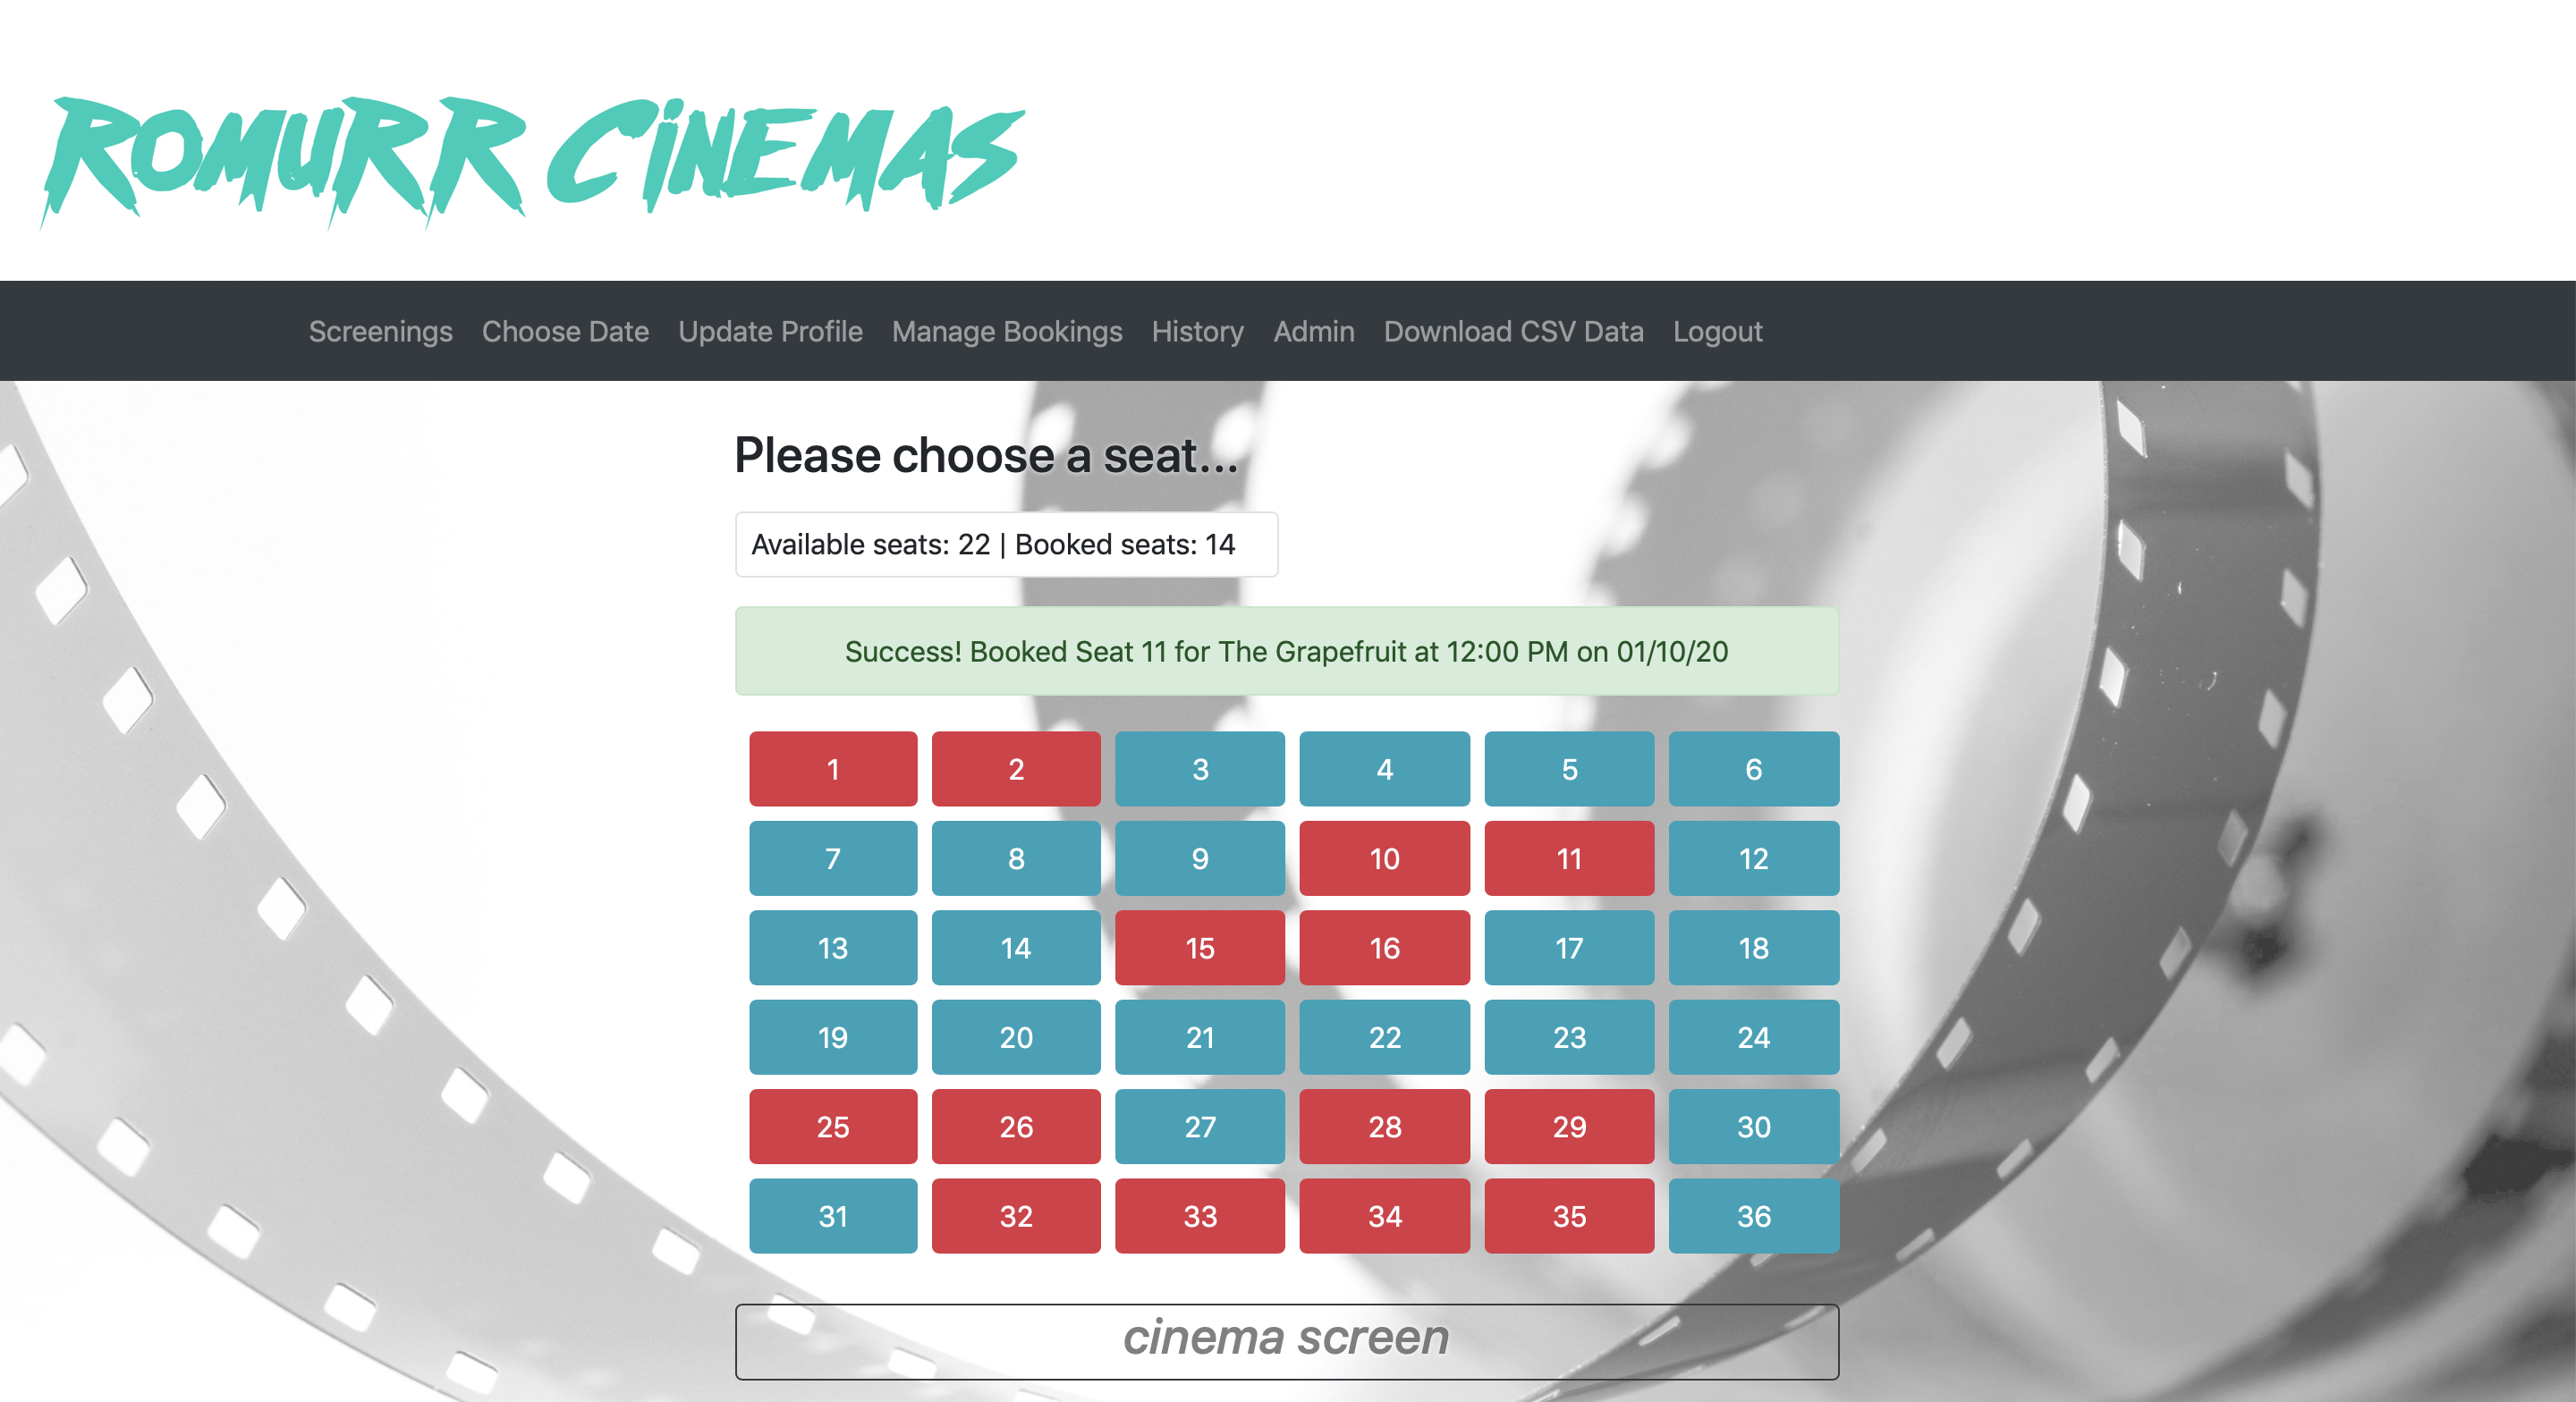 RomuRR Cinemas
Screenings Choose Date Update Profile Manage Bookings History Admin Download CSV Data Logout
Please choose a seat...
Available seats: 22 | Booked seats: 14
Success! Booked Seat 11 for The Grapefruit at 12:00 PM on 01/10/20
1 2 3 4 5 6
7 8 9 10 11 12
13 14 15 16 17 18
19 20 21 22 23 24
25 26 27 28 29 30
31 32 33 34 35 36
cinema screen